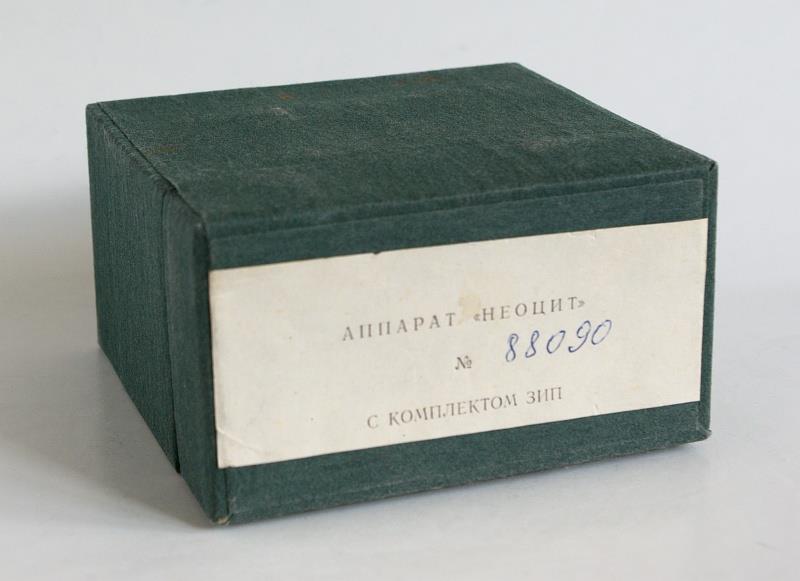 АППАРАТ «НЕОЦИТ»
№ 88090
С КОМПЛЕКТОМ ЗИП